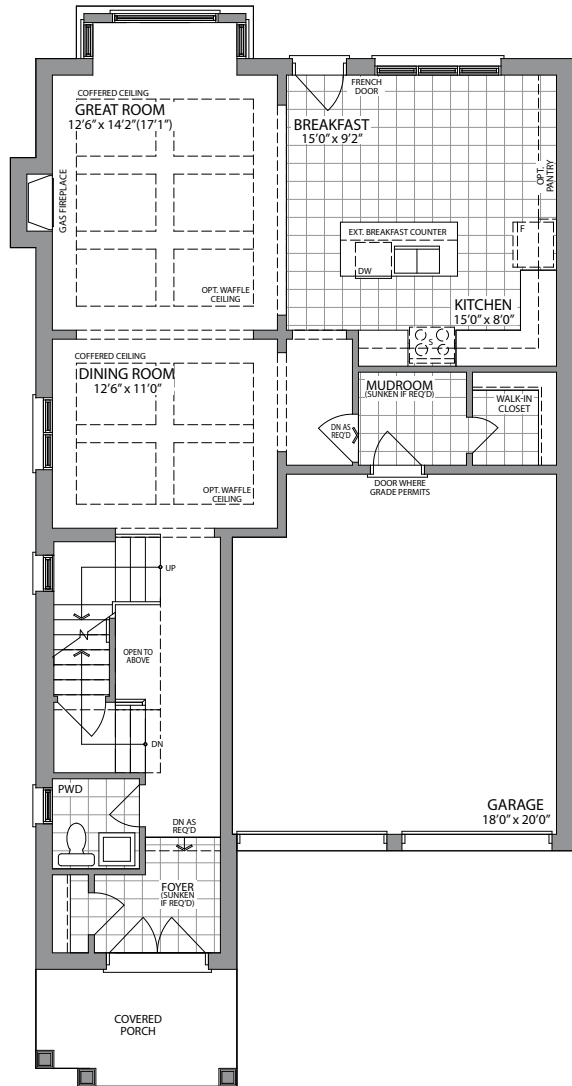 COFFERED CEILING
GREAT ROOM
12'6" x 14'2"(17'1")
GAS FIREPLACE
OPT. WAFFLE
CEILING
FRENCH
DOOR
BREAKFAST
15'0" x 9'2"
OPT.
PANTRY
EXT. BREAKFAST COUNTER
DW
F
KITCHEN
15'0" x 8'0"
S
COFFERED CEILING
DINING ROOM
12'6" x 11'0"
OPT. WAFFLE
CEILING
MUDROOM
(SUNKEN IF REQ'D)
WALK-IN
CLOSET
DN AS
REQ'D
DOOR WHERE
GRADE PERMITS
UP
OPEN TO
ABOVE
DN
PWD
DN AS
REQ'D
GARAGE
18'0" x 20'0"
FOYER
(SUNKEN
IF REQ'D)
COVERED
PORCH